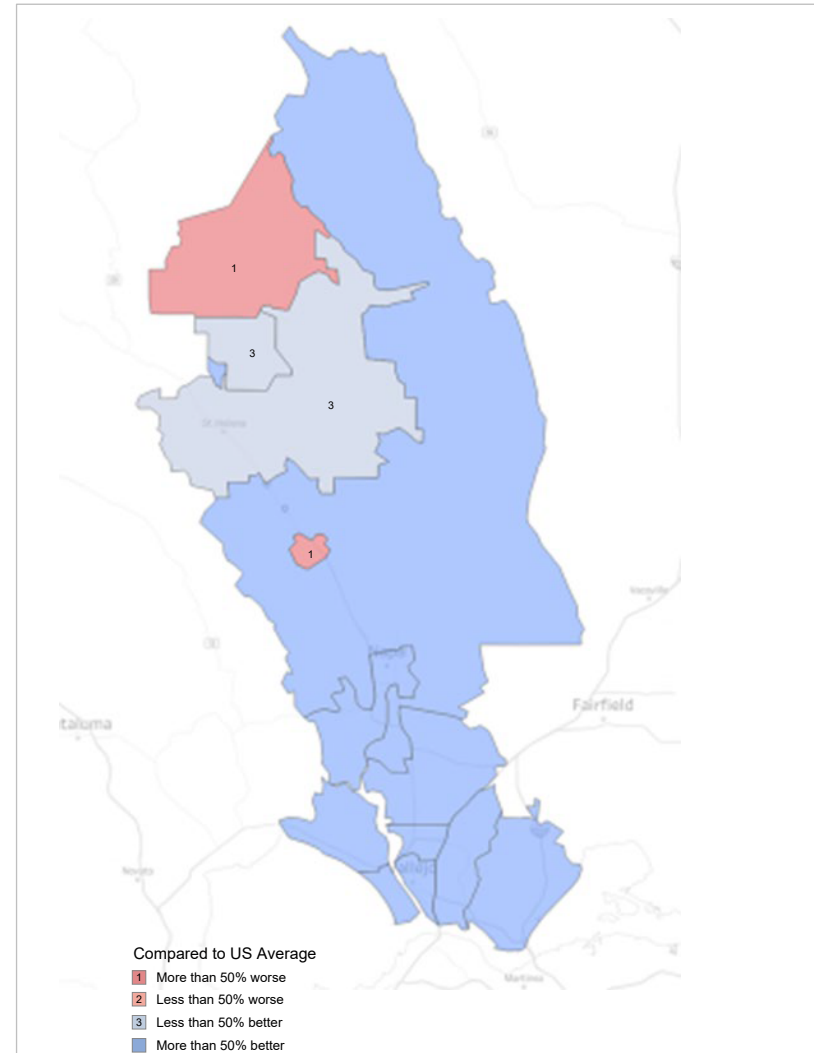 1
3
3
St. Helena
1
Napa
Vacaville
Fairfield
taluma
Vallejo
Novato
Martinez
Compared to US Average
1 More than 50% worse
2 Less than 50% worse
3 Less than 50% better
More than 50% better